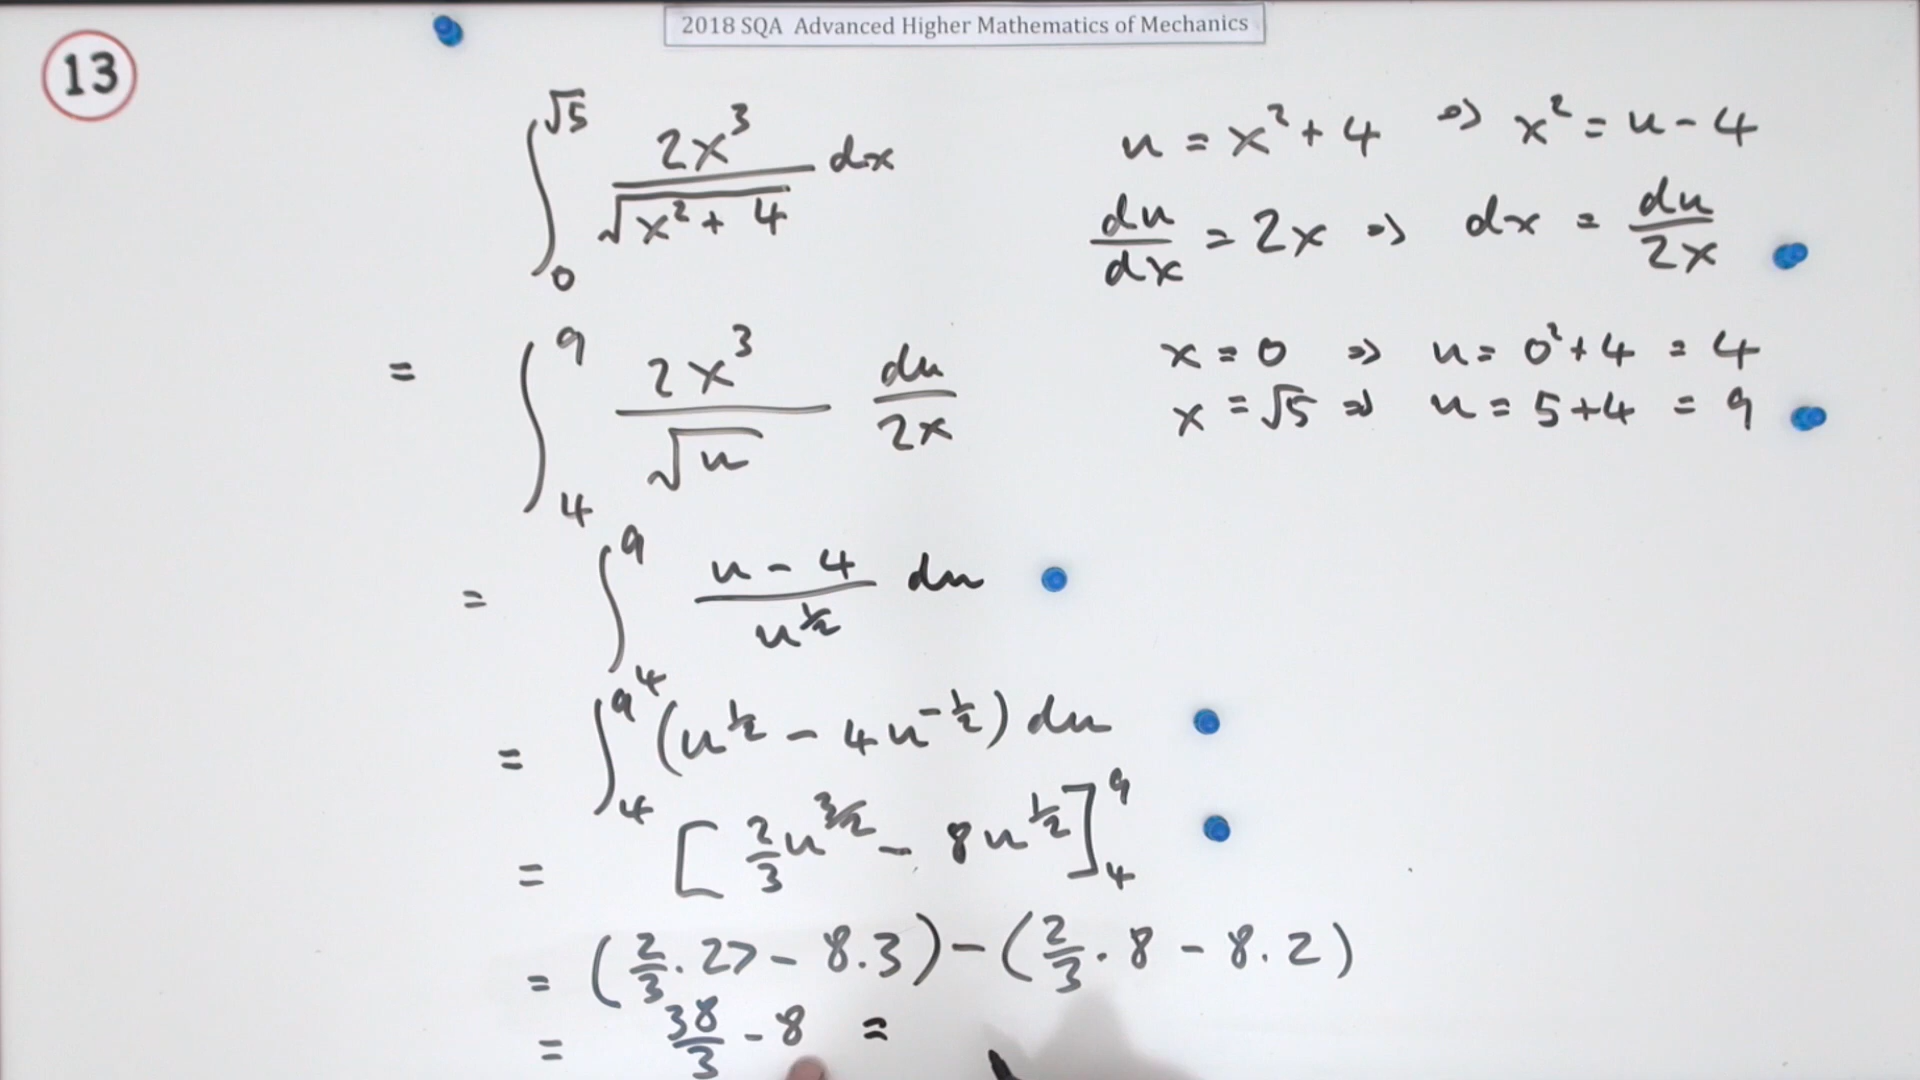 2018 SQA Advanced Higher Mathematics of Mechanics
13
∫₀^√5 2x³/√(x²+4) dx
u = x² + 4 ⇒ x² = u - 4
du/dx = 2x ⇒ dx = du/2x
= ∫₄⁹ 2x³/√u du/2x
x = 0 ⇒ u = 0² + 4 = 4
x = √5 ⇒ u = 5 + 4 = 9
= ∫₄⁹ (u - 4)/u^½ du
= ∫₄⁹ (u^½ - 4u^-½) du
= [2/3 u^3/2 - 8u^½]₄⁹
= (2/3 . 27 - 8.3) - (2/3 . 8 - 8.2)
= 38/3 - 8 =